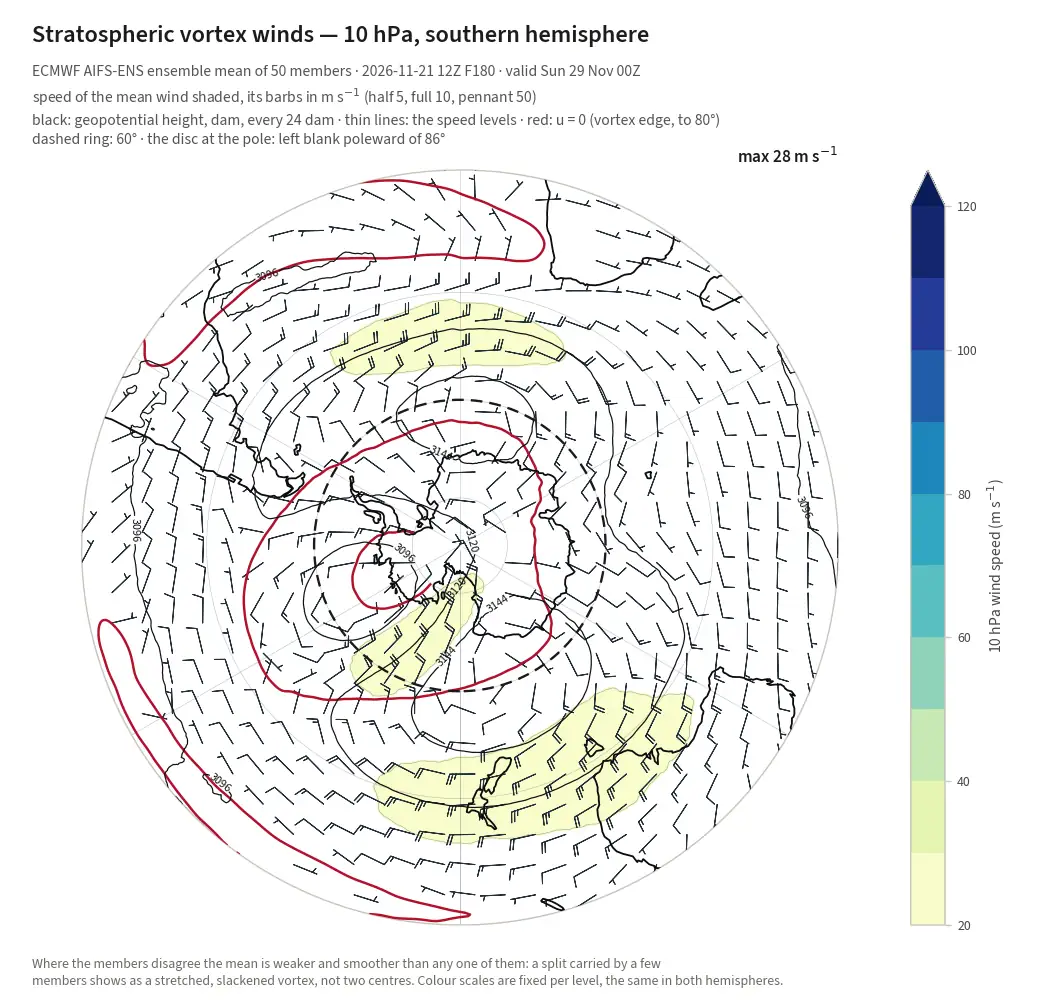 Stratospheric vortex winds — 10 hPa, southern hemisphere
ECMWF AIFS-ENS ensemble mean of 50 members · 2026-11-21 12Z F180 · valid Sun 29 Nov 00Z
speed of the mean wind shaded, its barbs in m s⁻¹ (half 5, full 10, pennant 50)
black: geopotential height, dam, every 24 dam · thin lines: the speed levels · red: u = 0 (vortex edge, to 80°)
dashed ring: 60° · the disc at the pole: left blank poleward of 86°
max 28 m s⁻¹
120
100
80
60
40
20
10 hPa wind speed (m s⁻¹)
3096
3144
3096
3096
3120
3096
3120
3144
3144
3096
Where the members disagree the mean is weaker and smoother than any one of them: a split carried by a few
members shows as a stretched, slackened vortex, not two centres. Colour scales are fixed per level, the same in both hemispheres.